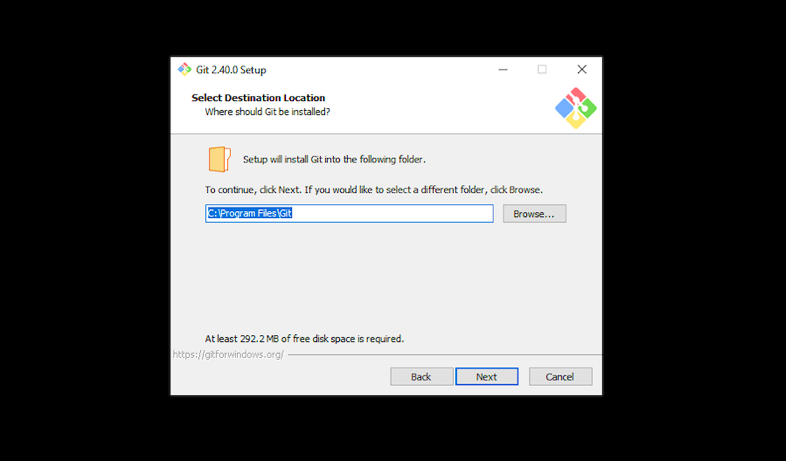 Git 2.40.0 Setup
Select Destination Location
Where should Git be installed?
Setup will install Git into the following folder.
To continue, click Next. If you would like to select a different folder, click Browse.
C:\Program Files\Git
Browse...
At least 292.2 MB of free disk space is required.
https://gitforwindows.org/
Back
Next
Cancel